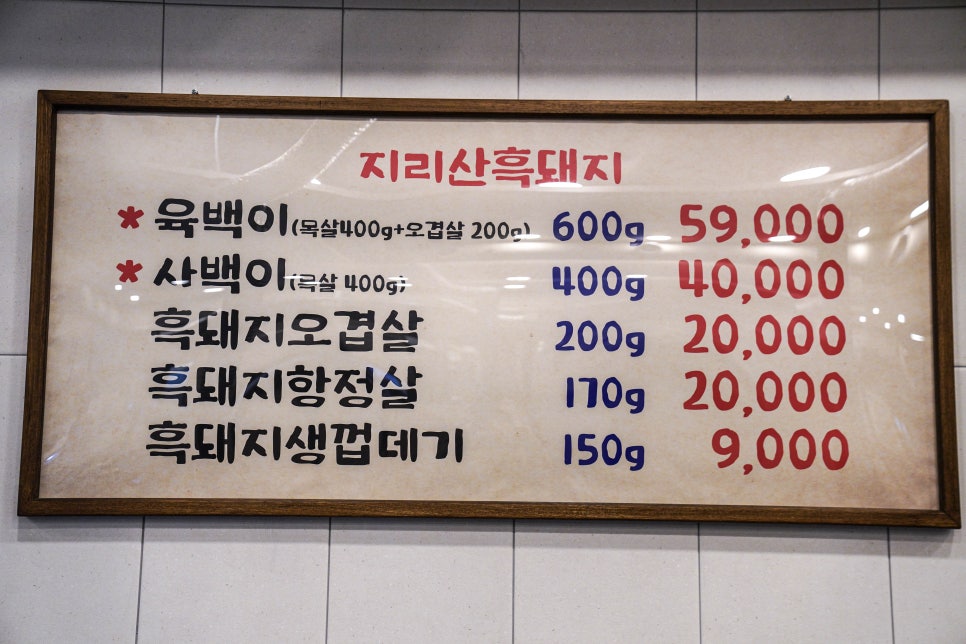 지리산흑돼지
* 육백이(목살400g+오겹살 200g) 600g 59,000
* 사백이(목살 400g) 400g 40,000
흑돼지오겹살 200g 20,000
흑돼지항정살 170g 20,000
흑돼지생껍데기 150g 9,000